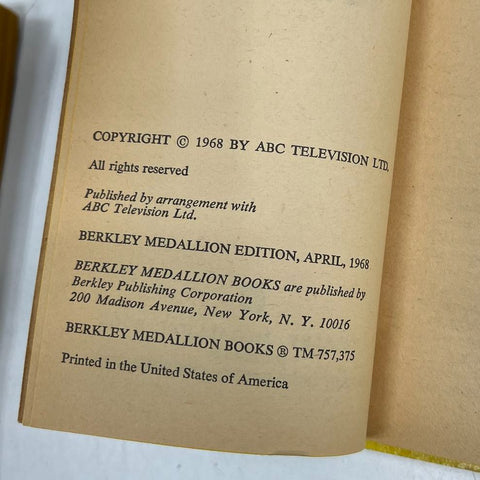 COPYRIGHT © 1968 BY ABC TELEVISION LTD.
All rights reserved
Published by arrangement with
ABC Television Ltd.
BERKLEY MEDALLION EDITION, APRIL, 1968
BERKLEY MEDALLION BOOKS are published by
Berkley Publishing Corporation
200 Madison Avenue, New York, N. Y. 10016
BERKLEY MEDALLION BOOKS ® TM 757,375
Printed in the United States of America